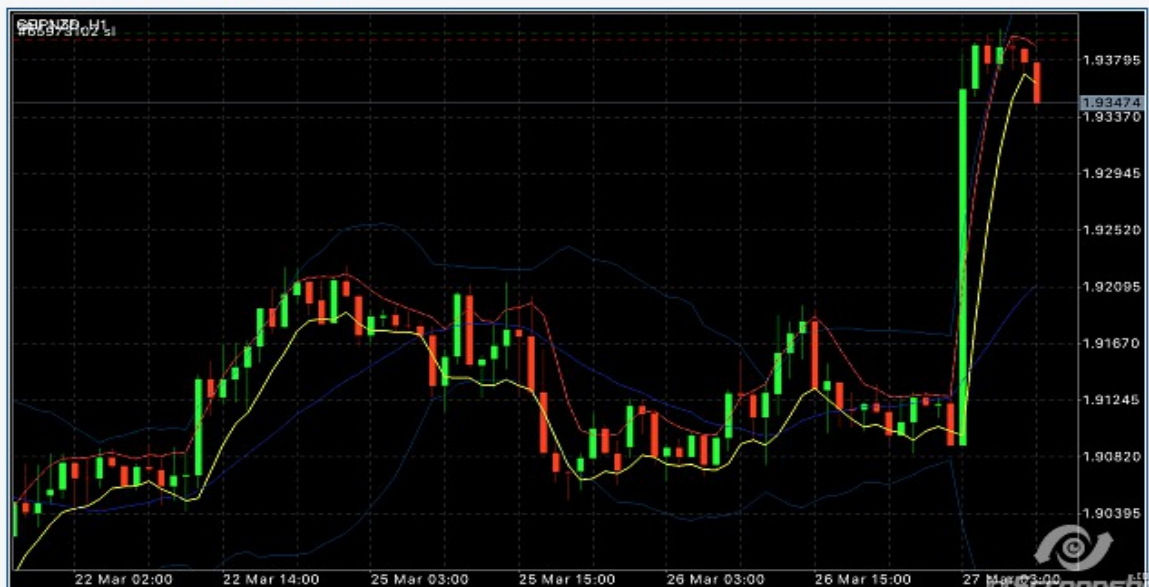 GBPNZD, H1
#65973102 sl
1.93795
1.93474
1.93370
1.92945
1.92520
1.92095
1.91670
1.91245
1.90820
1.90395
22 Mar 02:00
22 Mar 14:00
25 Mar 03:00
25 Mar 15:00
26 Mar 03:00
26 Mar 15:00
27 Mar 03:00